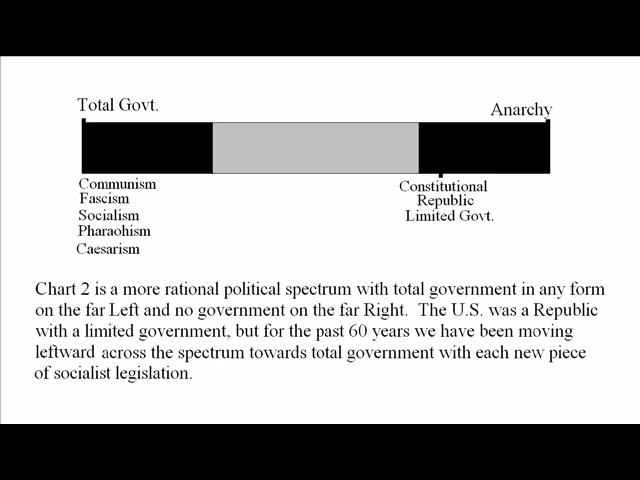 Total Govt.
Anarchy
Communism
Fascism
Socialism
Pharaohism
Caesarism
Constitutional
Republic
Limited Govt.
Chart 2 is a more rational political spectrum with total government in any form
on the far Left and no government on the far Right.  The U.S. was a Republic
with a limited government, but for the past 60 years we have been moving
leftward across the spectrum towards total government with each new piece
of socialist legislation.